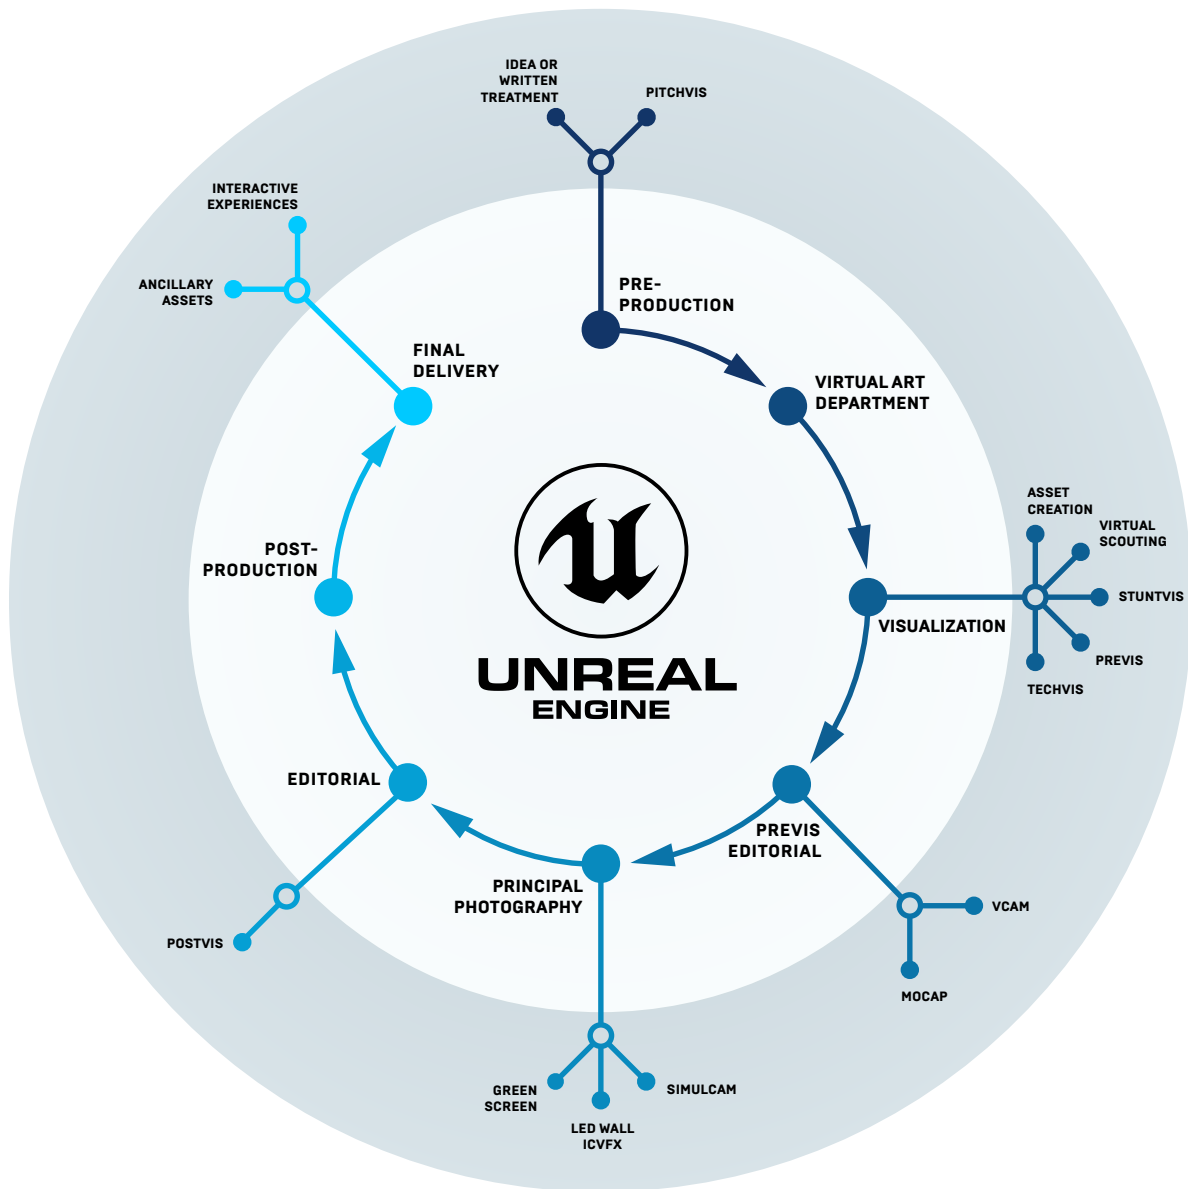 IDEA OR
WRITTEN
TREATMENT
PITCHVIS
PRE-
PRODUCTION
VIRTUAL ART
DEPARTMENT
ASSET
CREATION
VIRTUAL
SCOUTING
STUNTVIS
PREVIS
TECHVIS
VISUALIZATION
PREVIS
EDITORIAL
VCAM
MOCAP
PRINCIPAL
PHOTOGRAPHY
GREEN
SCREEN
LED WALL
ICVFX
SIMULCAM
EDITORIAL
POSTVIS
POST-
PRODUCTION
FINAL
DELIVERY
INTERACTIVE
EXPERIENCES
ANCILLARY
ASSETS
UNREAL
ENGINE